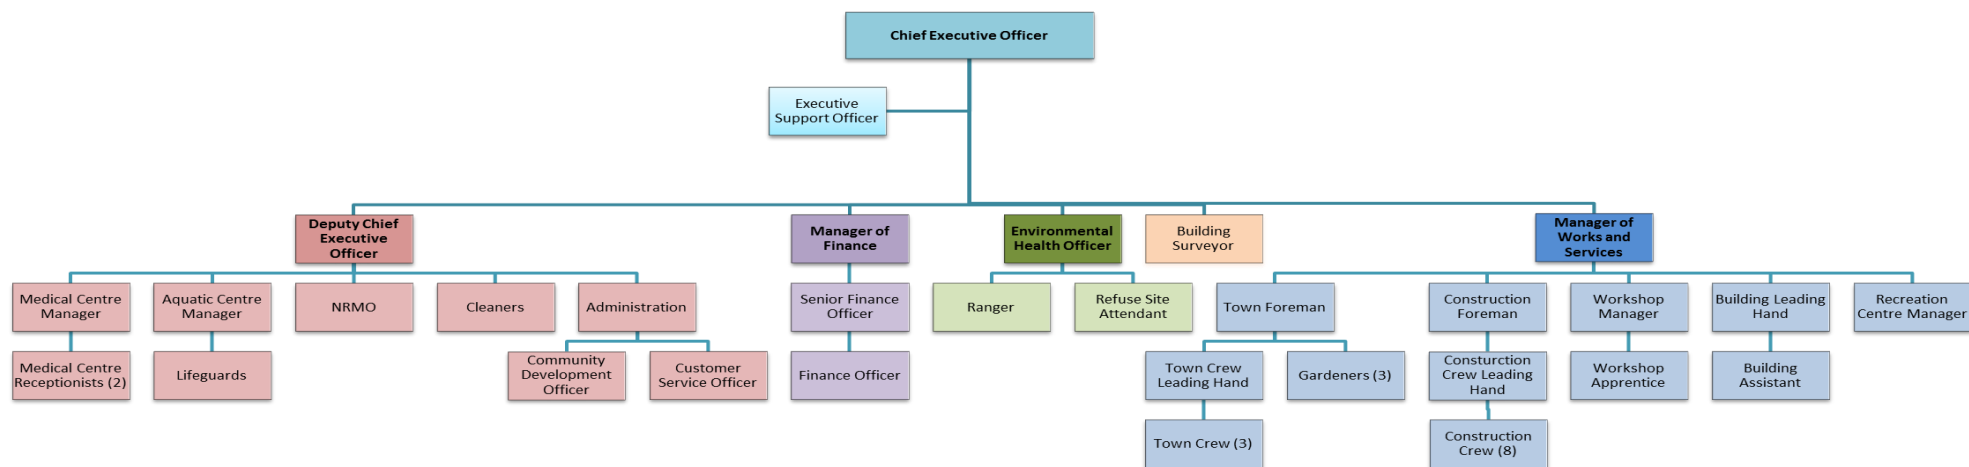 Chief Executive Officer
Executive
Support Officer
Deputy Chief
Executive
Officer
Manager of
Finance
Environmental
Health Officer
Building
Surveyor
Manager of
Works and
Services
Medical Centre
Manager
Aquatic Centre
Manager
NRMO
Cleaners
Administration
Senior Finance
Officer
Ranger
Refuse Site
Attendant
Town Foreman
Construction
Foreman
Workshop
Manager
Building Leading
Hand
Recreation
Centre Manager
Medical Centre
Receptionists (2)
Lifeguards
Community
Development
Officer
Customer
Service Officer
Finance Officer
Town Crew
Leading Hand
Gardeners (3)
Consturction
Crew Leading
Hand
Workshop
Apprentice
Building
Assistant
Town Crew (3)
Construction
Crew (8)